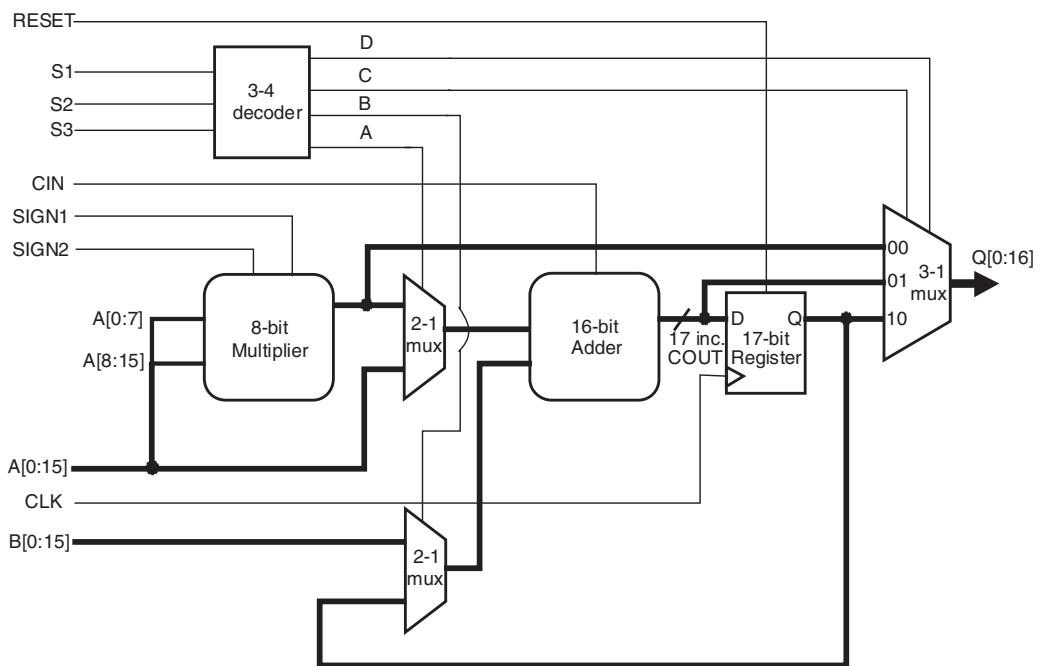 RESET
S1
S2
S3
3-4
decoder
D
C
B
A
CIN
SIGN1
SIGN2
A[0:7]
A[8:15]
8-bit
Multiplier
2-1
mux
16-bit
Adder
17 inc.
COUT
D
Q
17-bit
Register
00
01
10
3-1
mux
Q[0:16]
A[0:15]
CLK
B[0:15]
2-1
mux